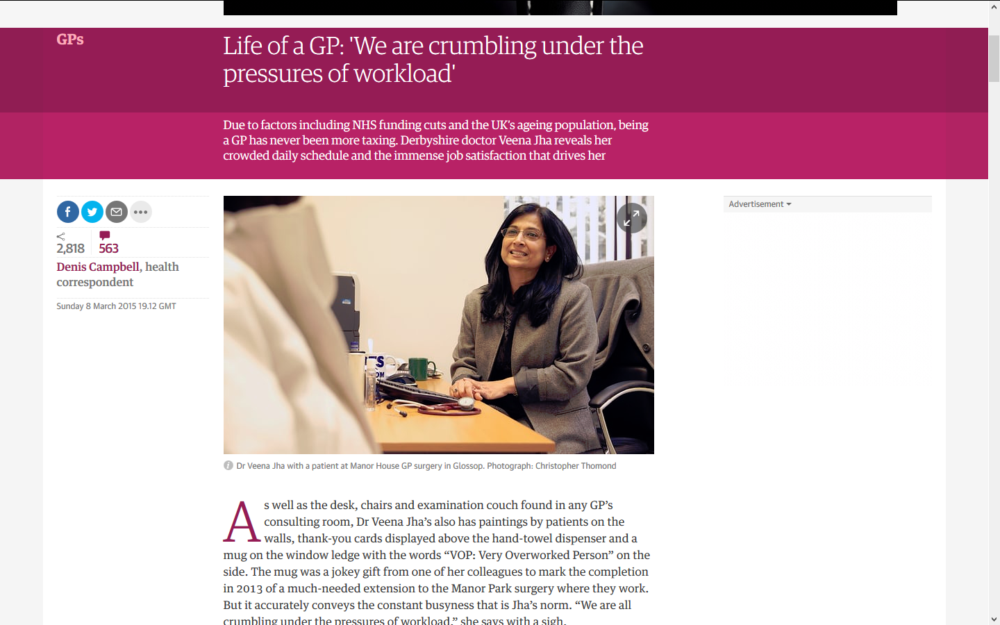 GPs
Life of a GP: 'We are crumbling under the
pressures of workload'
Due to factors including NHS funding cuts and the UK's ageing population, being
a GP has never been more taxing. Derbyshire doctor Veena Jha reveals her
crowded daily schedule and the immense job satisfaction that drives her
2,818 563
Denis Campbell, health
correspondent
Sunday 8 March 2015 19.12 GMT
Advertisement
TS
OM
Dr Veena Jha with a patient at Manor House GP surgery in Glossop. Photograph: Christopher Thomond
As well as the desk, chairs and examination couch found in any GP’s
consulting room, Dr Veena Jha’s also has paintings by patients on the
walls, thank-you cards displayed above the hand-towel dispenser and a
mug on the window ledge with the words “VOP: Very Overworked Person” on the
side. The mug was a jokey gift from one of her colleagues to mark the completion
in 2013 of a much-needed extension to the Manor Park surgery where they work.
But it accurately conveys the constant busyness that is Jha’s norm. “We are all
crumbling under the pressures of workload,” she says with a sigh.